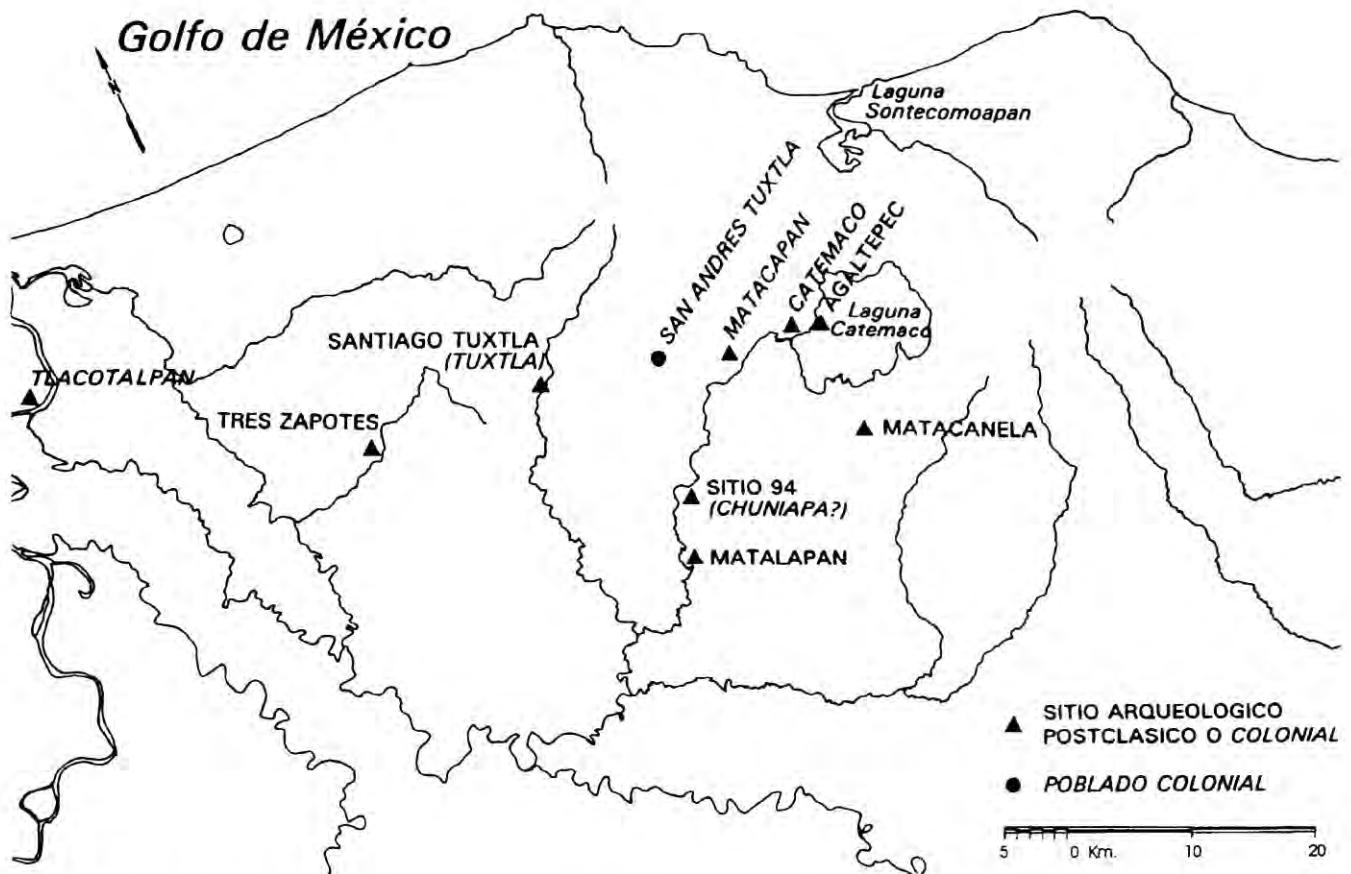 Golfo de México
N
Laguna
Sontecomoapan
SAN ANDRES TUXTLA
MATACAPAN
CATEMACO
AGALTEPEC
Laguna
Catemaco
SANTIAGO TUXTLA
(TUXTLA)
TLACOTALPAN
TRES ZAPOTES
MATACANELA
SITIO 94
(CHUNIAPA?)
MATALAPAN
SITIO ARQUEOLOGICO
POSTCLASICO O COLONIAL
POBLADO COLONIAL
5 0 Km. 10 20